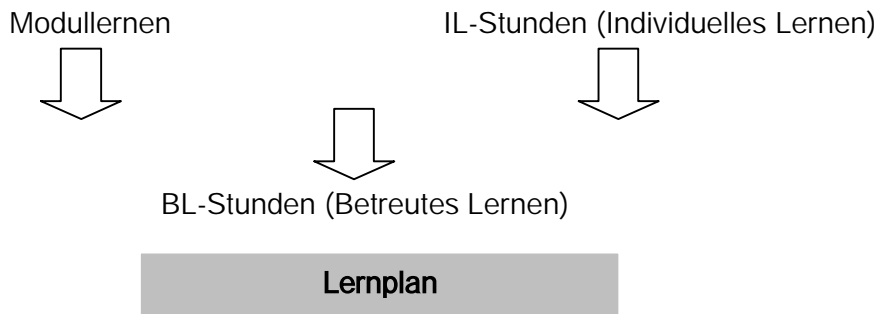 Modullernen IL-Stunden (Individuelles Lernen)
BL-Stunden (Betreutes Lernen)
Lernplan